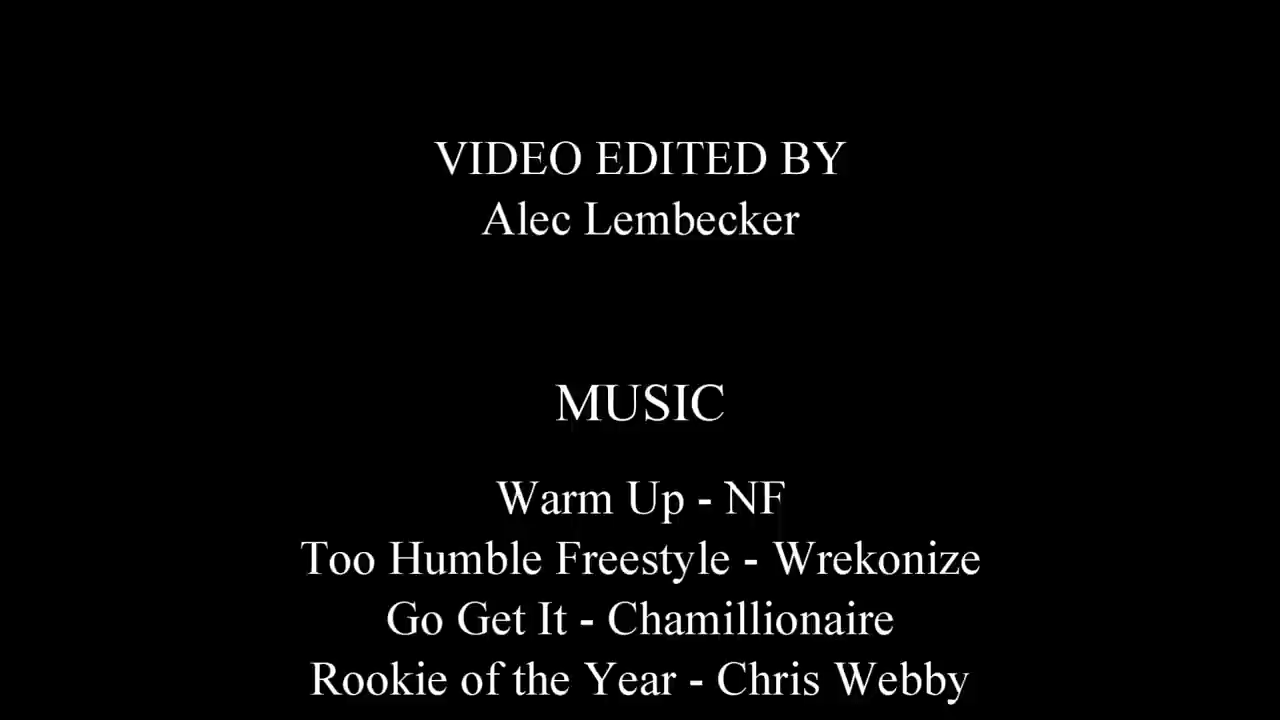 VIDEO EDITED BY
Alec Lembecker
MUSIC
Warm Up - NF
Too Humble Freestyle - Wrekonize
Go Get It - Chamillionaire
Rookie of the Year - Chris Webby